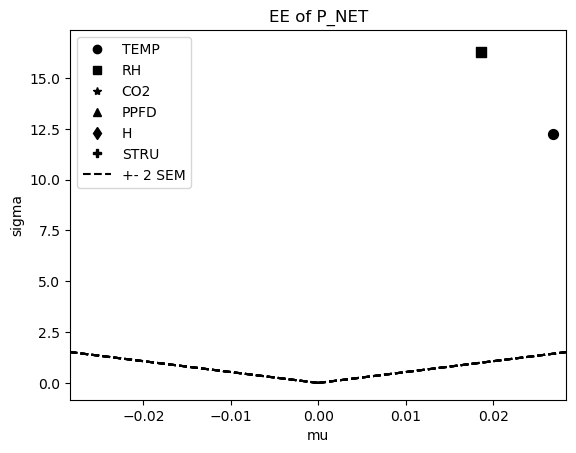 EE of P_NET
TEMP
RH
CO2
PPFD
H
STRU
+- 2 SEM
sigma
15.0
12.5
10.0
7.5
5.0
2.5
0.0
−0.02
−0.01
0.00
0.01
0.02
mu